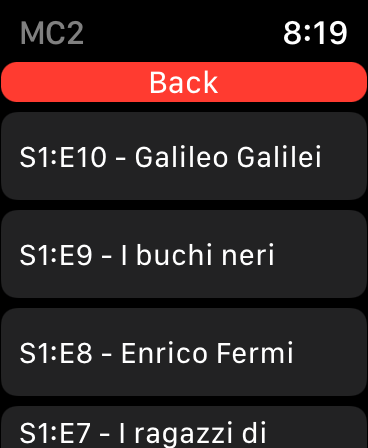 MC2 8:19
Back
S1:E10 - Galileo Galilei
S1:E9 - I buchi neri
S1:E8 - Enrico Fermi
S1:E7 - I ragazzi di